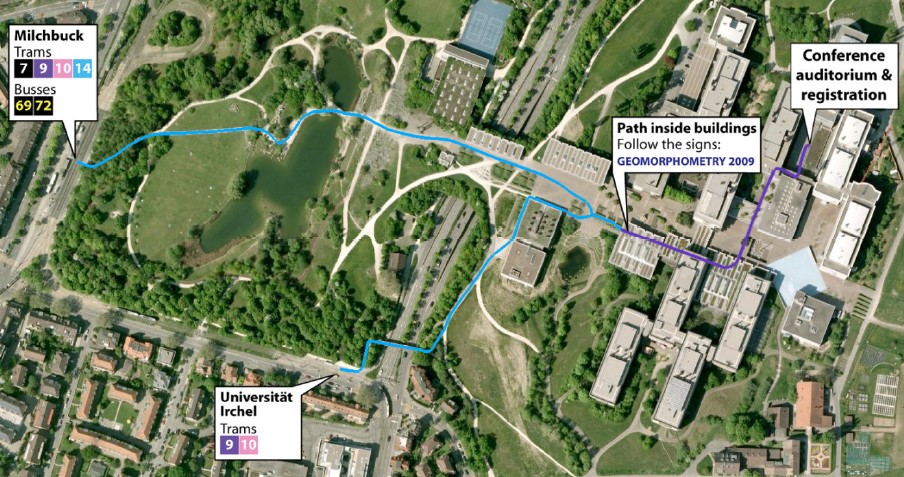 Milchbuck
Trams
7 9 10 14
Busses
69 72
Conference
auditorium &
registration
Path inside buildings
Follow the signs:
GEOMORPHOMETRY 2009
Universität
Irchel
Trams
9 10